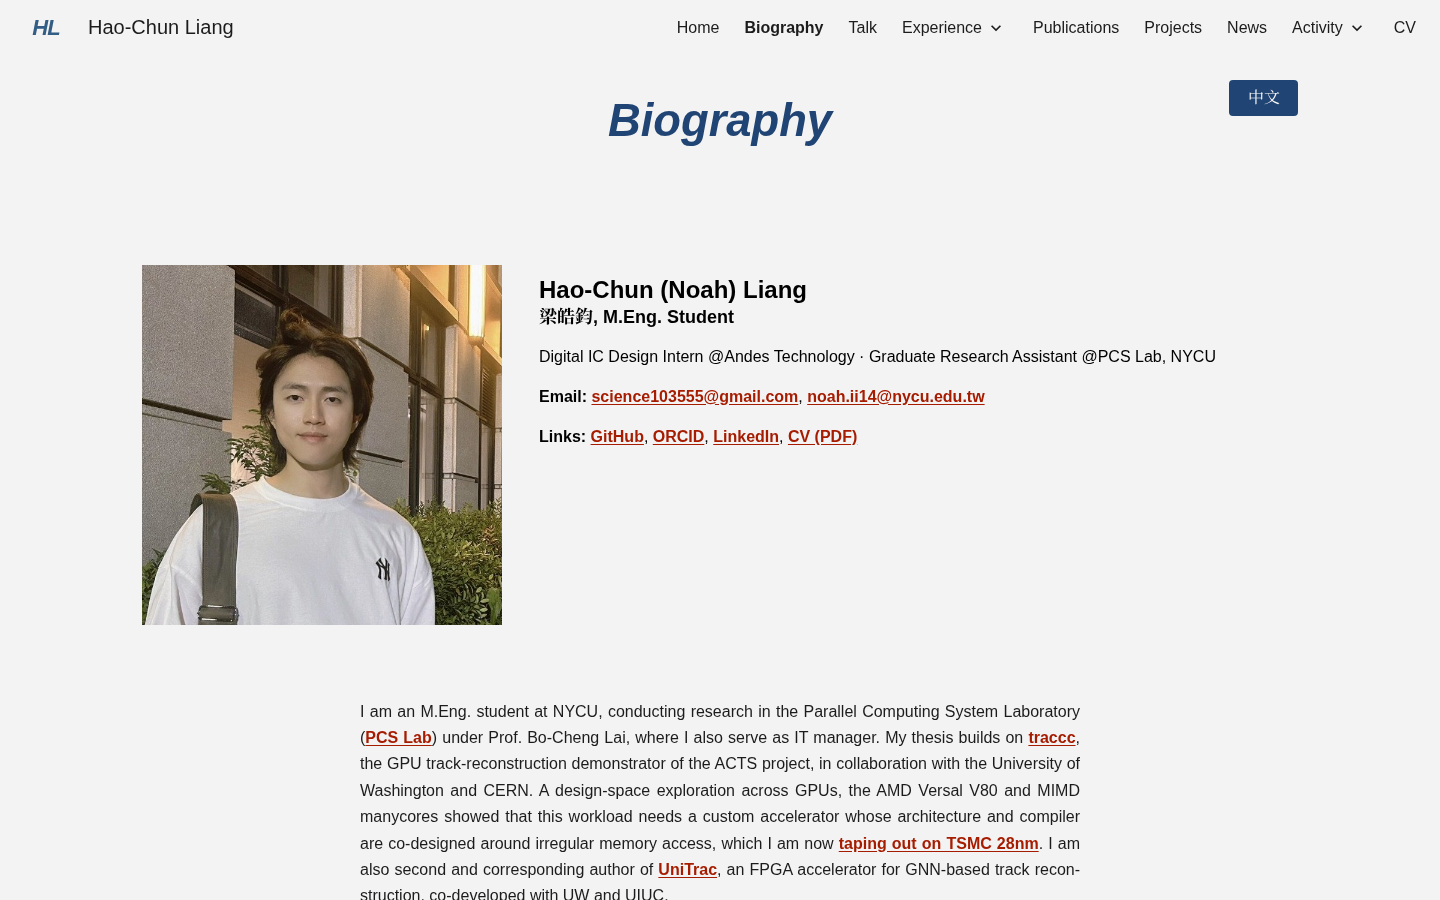 HL Hao-Chun Liang Home Biography Talk Experience Publications Projects News Activity CV
中文
Biography
Hao-Chun (Noah) Liang
梁皓鈞, M.Eng. Student
Digital IC Design Intern @Andes Technology · Graduate Research Assistant @PCS Lab, NYCU
Email: science103555@gmail.com, noah.ii14@nycu.edu.tw
Links: GitHub, ORCID, LinkedIn, CV (PDF)
NY
I am an M.Eng. student at NYCU, conducting research in the Parallel Computing System Laboratory
(PCS Lab) under Prof. Bo-Cheng Lai, where I also serve as IT manager. My thesis builds on traccc,
the GPU track-reconstruction demonstrator of the ACTS project, in collaboration with the University of
Washington and CERN. A design-space exploration across GPUs, the AMD Versal V80 and MIMD
manycores showed that this workload needs a custom accelerator whose architecture and compiler
are co-designed around irregular memory access, which I am now taping out on TSMC 28nm. I am
also second and corresponding author of UniTrac, an FPGA accelerator for GNN-based track recon-
struction, co-developed with UW and UIUC.